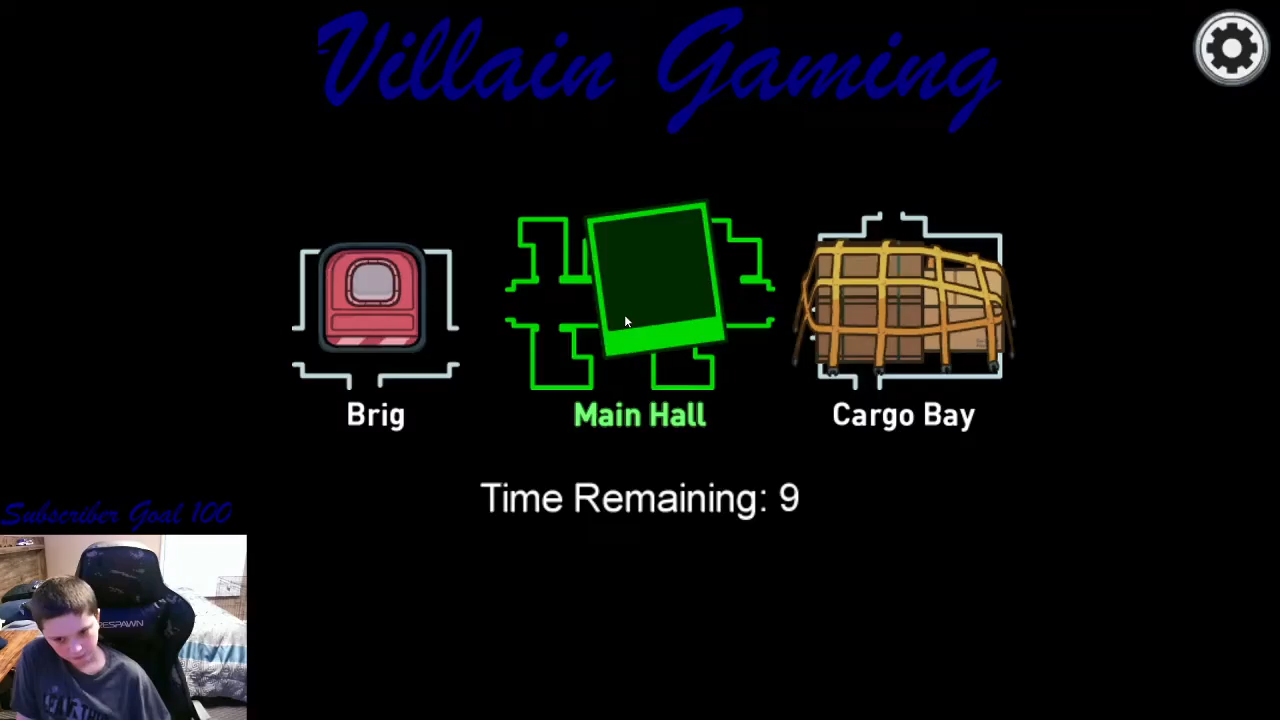 Villain Gaming
Brig
Main Hall
Cargo Bay
Time Remaining: 9
Subscriber Goal 100